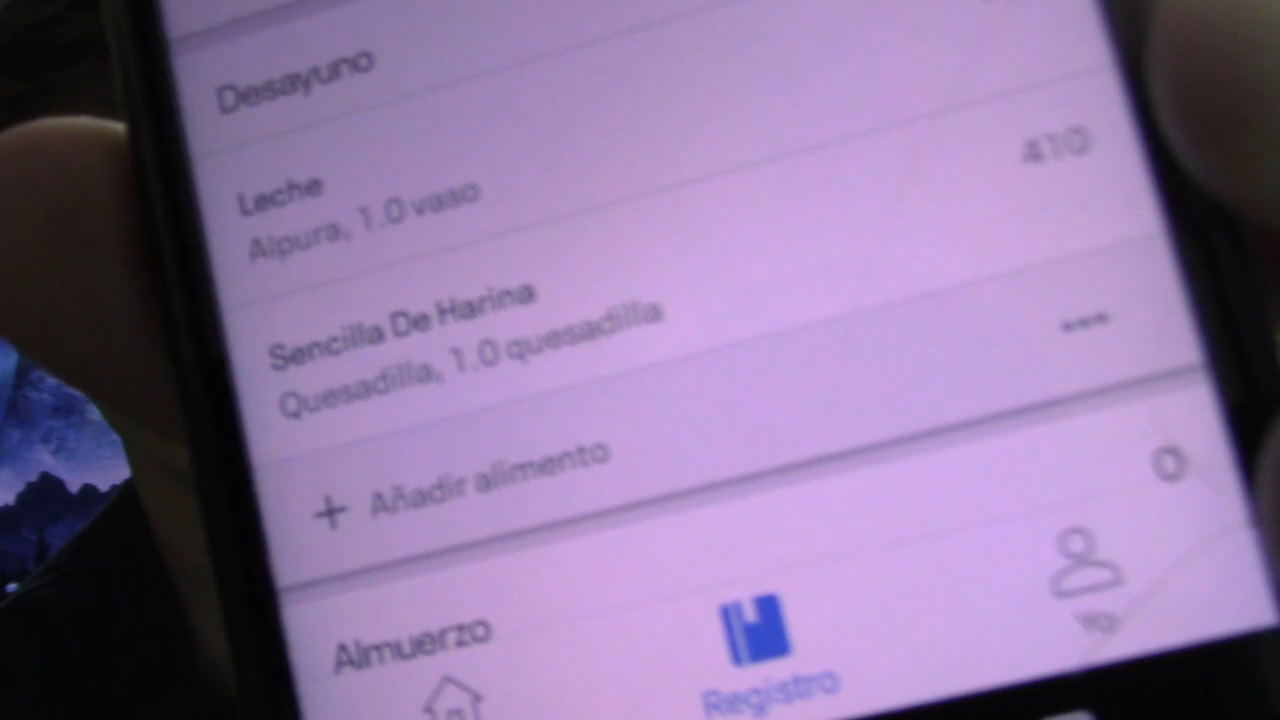 Desayuno
Leche
Alpura, 1.0 vaso
410
Sencilla De Harina
Quesadilla, 1.0 quesadilla
+ Añadir alimento
0
Almuerzo
Registro
Yo